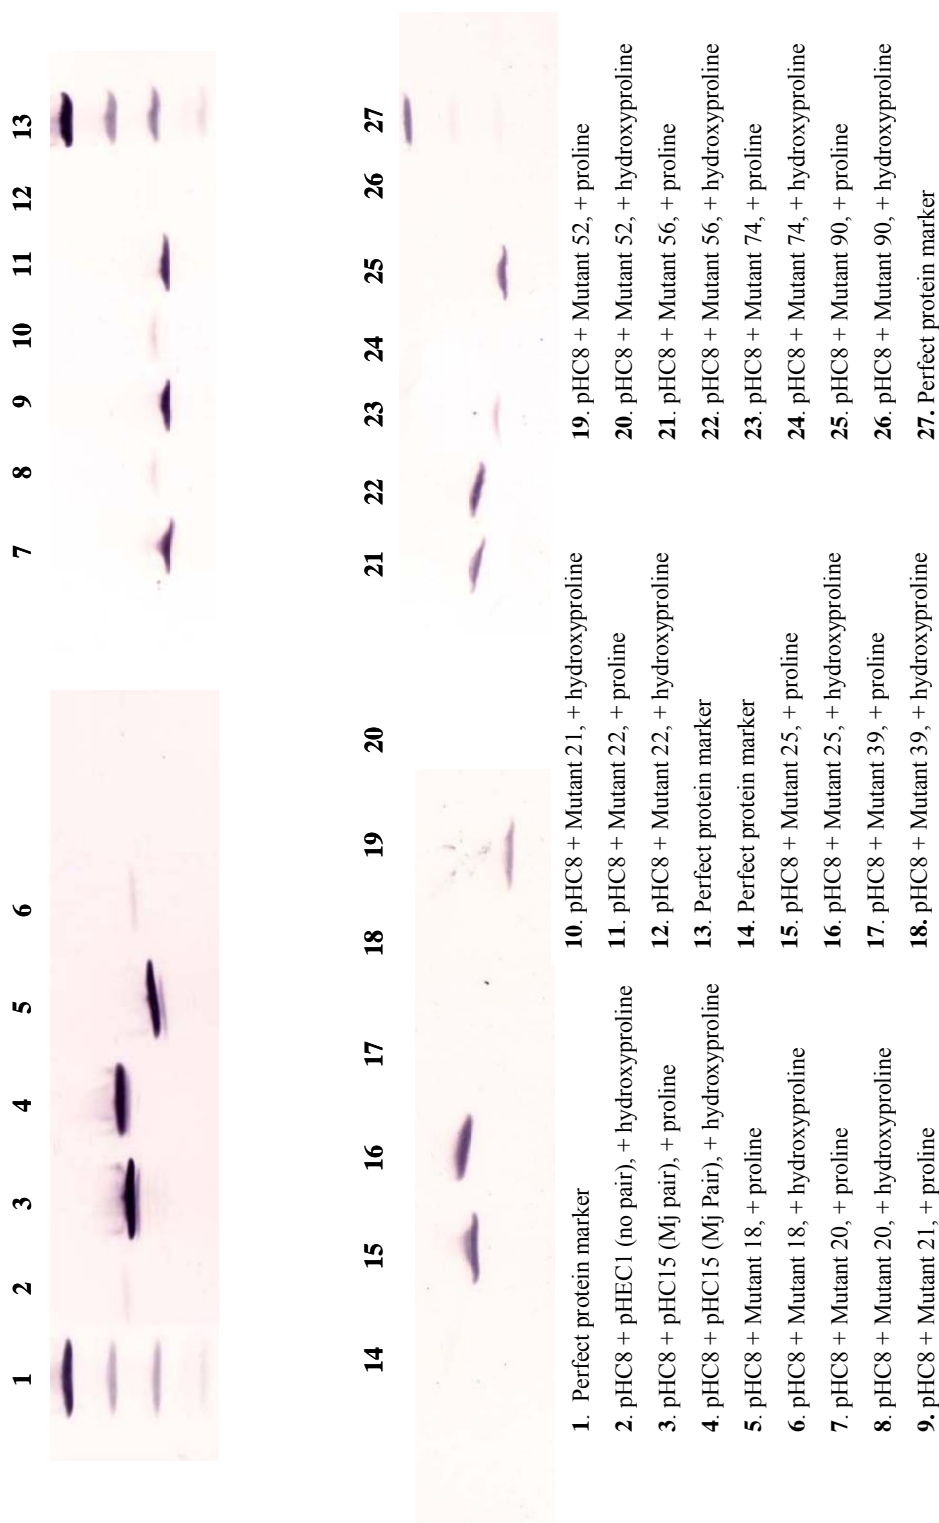 1 2 3 4 5 6 7 8 9 10 11 12 13
14 15 16 17 18 19 20 21 22 23 24 25 26 27
1. Perfect protein marker
2. pHC8 + pHEC1 (no pair), + hydroxyproline
3. pHC8 + pHC15 (Mj pair), + proline
4. pHC8 + pHC15 (Mj Pair), + hydroxyproline
5. pHC8 + Mutant 18, + proline
6. pHC8 + Mutant 18, + hydroxyproline
7. pHC8 + Mutant 20, + proline
8. pHC8 + Mutant 20, + hydroxyproline
9. pHC8 + Mutant 21, + proline
10. pHC8 + Mutant 21, + hydroxyproline
11. pHC8 + Mutant 22, + proline
12. pHC8 + Mutant 22, + hydroxyproline
13. Perfect protein marker
14. Perfect protein marker
15. pHC8 + Mutant 25, + proline
16. pHC8 + Mutant 25, + hydroxyproline
17. pHC8 + Mutant 39, + proline
18. pHC8 + Mutant 39, + hydroxyproline
19. pHC8 + Mutant 52, + proline
20. pHC8 + Mutant 52, + hydroxyproline
21. pHC8 + Mutant 56, + proline
22. pHC8 + Mutant 56, + hydroxyproline
23. pHC8 + Mutant 74, + proline
24. pHC8 + Mutant 74, + hydroxyproline
25. pHC8 + Mutant 90, + proline
26. pHC8 + Mutant 90, + hydroxyproline
27. Perfect protein marker